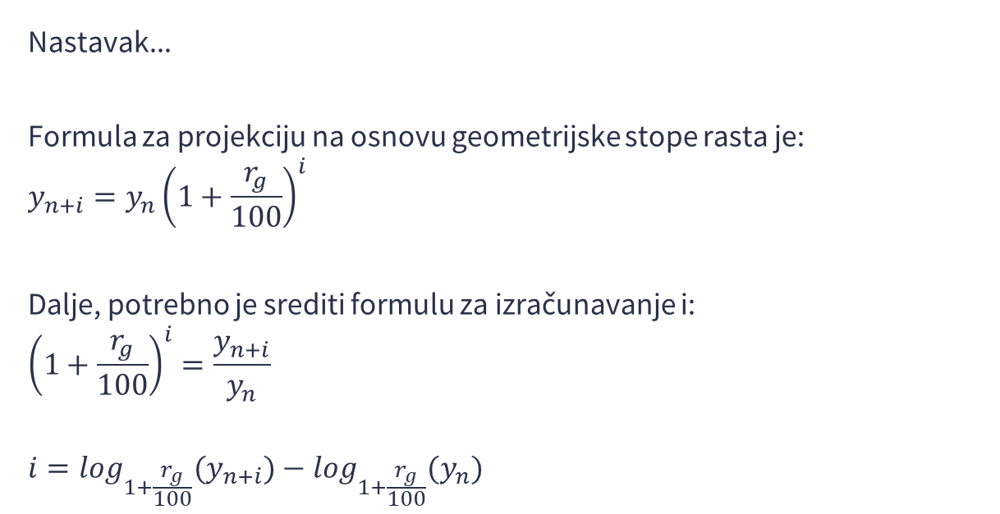 Nastavak...
Formula za projekciju na osnovu geometrijske stope rasta je:
$y_{n+i} = y_n \left(1 + \frac{r_g}{100}\right)^i$
Dalje, potrebno je srediti formulu za izračunavanje i:
$\left(1 + \frac{r_g}{100}\right)^i = \frac{y_{n+i}}{y_n}$
$i = log_{1+\frac{r_g}{100}}(y_{n+i}) - log_{1+\frac{r_g}{100}}(y_n)$